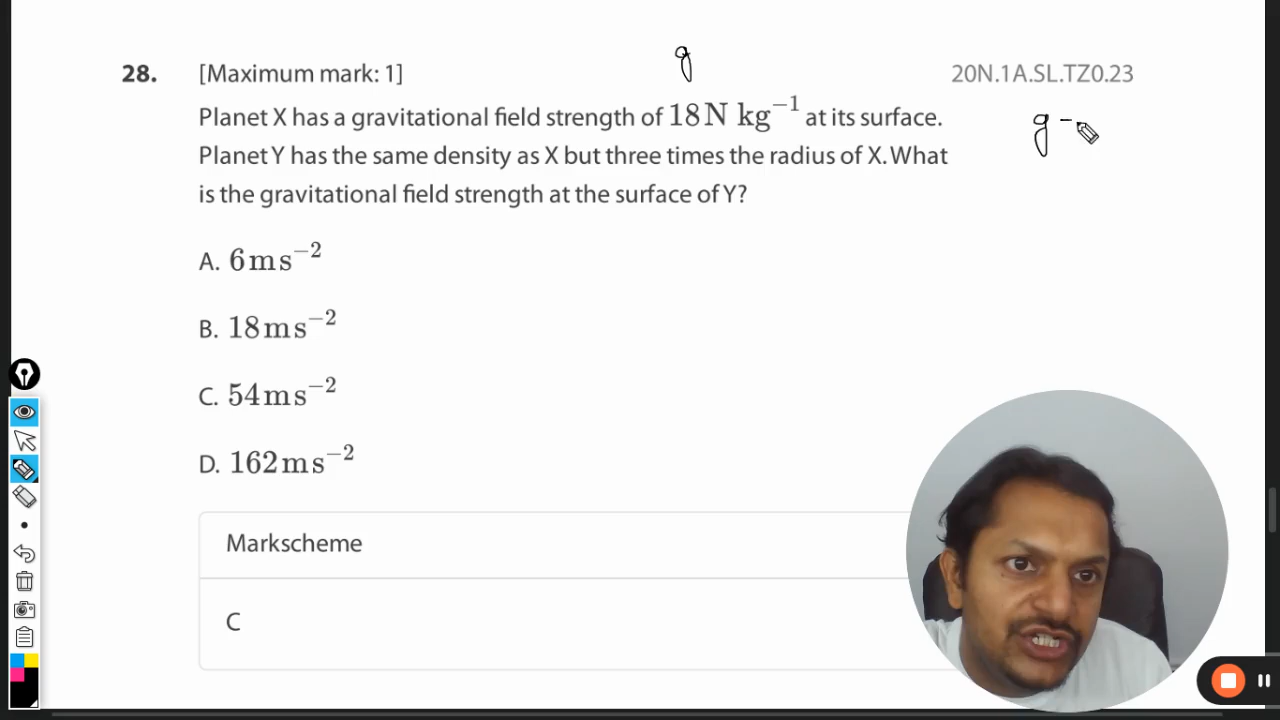 g
28. [Maximum mark: 1] 20N.1A.SL.TZ0.23
Planet X has a gravitational field strength of 18 N kg⁻¹ at its surface.
g =
Planet Y has the same density as X but three times the radius of X. What
is the gravitational field strength at the surface of Y?
A. 6 m s⁻²
B. 18 m s⁻²
C. 54 m s⁻²
D. 162 m s⁻²
Markscheme
C